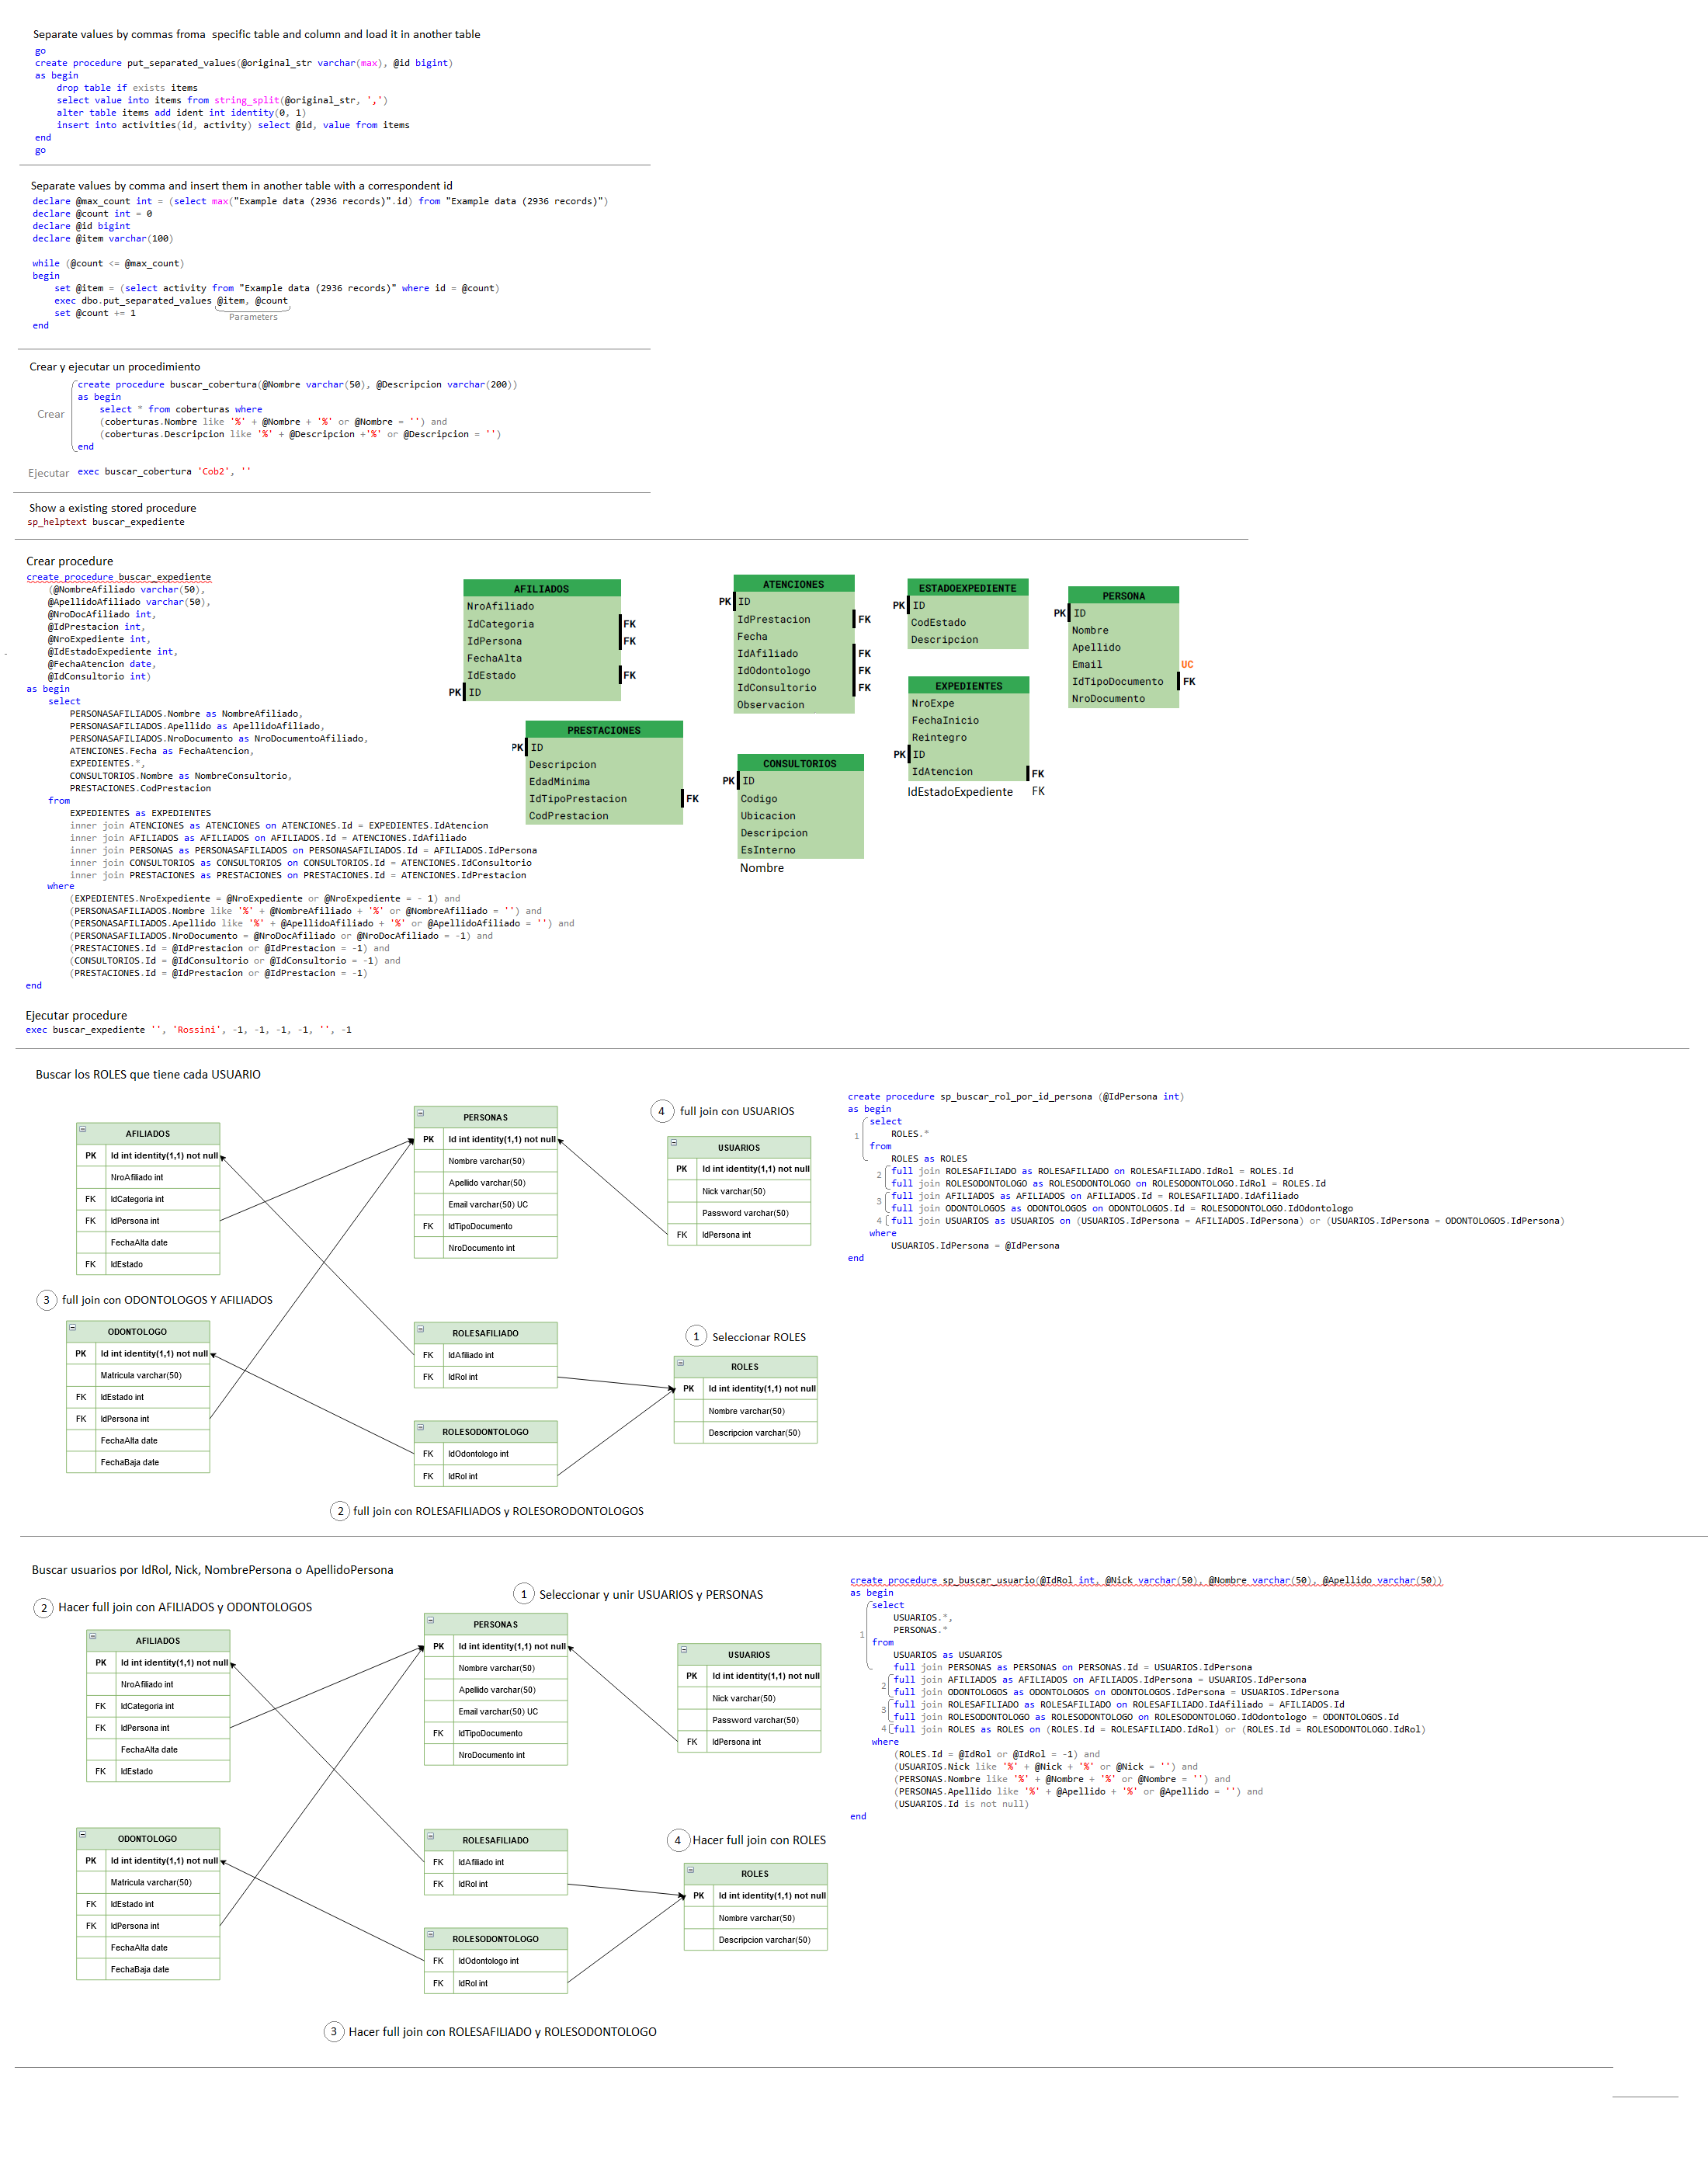 Separate values by commas froma  specific table and column and load it in another table
go
create procedure put_separated_values(@original_str varchar(max), @id bigint)
as begin
drop table if exists items
select value into items from string_split(@original_str, ',')
alter table items add ident int identity(0, 1)
insert into activities(id, activity) select @id, value from items
end
go
Separate values by comma and insert them in another table with a correspondent id
declare @max_count int = (select max("Example data (2936 records)".id) from "Example data (2936 records)")
declare @count int = 0
declare @id bigint
declare @item varchar(100)
while (@count <= @max_count)
begin
set @item = (select activity from "Example data (2936 records)" where id = @count)
exec dbo.put_separated_values @item, @count
set @count += 1
Parameters
end
Crear y ejecutar un procedimiento
Crear
create procedure buscar_cobertura(@Nombre varchar(50), @Descripcion varchar(200))
as begin
select * from coberturas where
(coberturas.Nombre like '%' + @Nombre + '%' or @Nombre = '') and
(coberturas.Descripcion like '%' + @Descripcion +'%' or @Descripcion = '')
end
Ejecutar
exec buscar_cobertura 'Cob2', ''
Show a existing stored procedure
sp_helptext buscar_expediente
Crear procedure
create procedure buscar_expediente
(@NombreAfiliado varchar(50),
@ApellidoAfiliado varchar(50),
@NroDocAfiliado int,
@IdPrestacion int,
@NroExpediente int,
@IdEstadoExpediente int,
@FechaAtencion date,
@IdConsultorio int)
as begin
select
PERSONASAFILIADOS.Nombre as NombreAfiliado,
PERSONASAFILIADOS.Apellido as ApellidoAfiliado,
PERSONASAFILIADOS.NroDocumento as NroDocumentoAfiliado,
ATENCIONES.Fecha as FechaAtencion,
EXPEDIENTES.*,
CONSULTORIOS.Nombre as NombreConsultorio,
PRESTACIONES.CodPrestacion
from
EXPEDIENTES as EXPEDIENTES
inner join ATENCIONES as ATENCIONES on ATENCIONES.Id = EXPEDIENTES.IdAtencion
inner join AFILIADOS as AFILIADOS on AFILIADOS.Id = ATENCIONES.IdAfiliado
inner join PERSONAS as PERSONASAFILIADOS on PERSONASAFILIADOS.Id = AFILIADOS.IdPersona
inner join CONSULTORIOS as CONSULTORIOS on CONSULTORIOS.Id = ATENCIONES.IdConsultorio
inner join PRESTACIONES as PRESTACIONES on PRESTACIONES.Id = ATENCIONES.IdPrestacion
where
(EXPEDIENTES.NroExpediente = @NroExpediente or @NroExpediente = - 1) and
(PERSONASAFILIADOS.Nombre like '%' + @NombreAfiliado + '%' or @NombreAfiliado = '') and
(PERSONASAFILIADOS.Apellido like '%' + @ApellidoAfiliado + '%' or @ApellidoAfiliado = '') and
(PERSONASAFILIADOS.NroDocumento = @NroDocAfiliado or @NroDocAfiliado = -1) and
(PRESTACIONES.Id = @IdPrestacion or @IdPrestacion = -1) and
(CONSULTORIOS.Id = @IdConsultorio or @IdConsultorio = -1) and
(PRESTACIONES.Id = @IdPrestacion or @IdPrestacion = -1)
end
Ejecutar procedure
exec buscar_expediente '', 'Rossini', -1, -1, -1, -1, '', -1
AFILIADOS
NroAfiliado
IdCategoria FK
IdPersona FK
FechaAlta
IdEstado FK
PK ID
PRESTACIONES
PK ID
Descripcion
EdadMinima
IdTipoPrestacion FK
CodPrestacion
ATENCIONES
PK ID
IdPrestacion FK
Fecha
IdAfiliado FK
IdOdontologo FK
IdConsultorio FK
Observacion
CONSULTORIOS
PK ID
Codigo
Ubicacion
Descripcion
EsInterno
Nombre
ESTADOEXPEDIENTE
PK ID
CodEstado
Descripcion
EXPEDIENTES
NroExpe
FechaInicio
Reintegro
PK ID
IdAtencion FK
IdEstadoExpediente FK
PERSONA
PK ID
Nombre
Apellido
Email UC
IdTipoDocumento FK
NroDocumento
Buscar los ROLES que tiene cada USUARIO
AFILIADOS
PK Id int identity(1,1) not null
NroAfiliado int
FK IdCategoria int
FK IdPersona int
FechaAlta date
FK IdEstado
3 full join con ODONTOLOGOS Y AFILIADOS
ODONTOLOGO
PK Id int identity(1,1) not null
Matricula varchar(50)
FK IdEstado int
FK IdPersona int
FechaAlta date
FechaBaja date
PERSONAS
PK Id int identity(1,1) not null
Nombre varchar(50)
Apellido varchar(50)
Email varchar(50) UC
FK IdTipoDocumento
NroDocumento int
ROLESAFILIADO
FK IdAfiliado int
FK IdRol int
ROLESODONTOLOGO
FK IdOdontologo int
FK IdRol int
2 full join con ROLESAFILIADOS y ROLESORODONTOLOGOS
4 full join con USUARIOS
USUARIOS
PK Id int identity(1,1) not null
Nick varchar(50)
Password varchar(50)
FK IdPersona int
1 Seleccionar ROLES
ROLES
PK Id int identity(1,1) not null
Nombre varchar(50)
Descripcion varchar(50)
create procedure sp_buscar_rol_por_id_persona (@IdPersona int)
as begin
select
1 ROLES.*
from
ROLES as ROLES
2 full join ROLESAFILIADO as ROLESAFILIADO on ROLESAFILIADO.IdRol = ROLES.Id
full join ROLESODONTOLOGO as ROLESODONTOLOGO on ROLESODONTOLOGO.IdRol = ROLES.Id
3 full join AFILIADOS as AFILIADOS on AFILIADOS.Id = ROLESAFILIADO.IdAfiliado
full join ODONTOLOGOS as ODONTOLOGOS on ODONTOLOGOS.Id = ROLESODONTOLOGO.IdOdontologo
4 full join USUARIOS as USUARIOS on (USUARIOS.IdPersona = AFILIADOS.IdPersona) or (USUARIOS.IdPersona = ODONTOLOGOS.IdPersona)
where
USUARIOS.IdPersona = @IdPersona
end
Buscar usuarios por IdRol, Nick, NombrePersona o ApellidoPersona
2 Hacer full join con AFILIADOS y ODONTOLOGOS
AFILIADOS
PK Id int identity(1,1) not null
NroAfiliado int
FK IdCategoria int
FK IdPersona int
FechaAlta date
FK IdEstado
ODONTOLOGO
PK Id int identity(1,1) not null
Matricula varchar(50)
FK IdEstado int
FK IdPersona int
FechaAlta date
FechaBaja date
1 Seleccionar y unir USUARIOS y PERSONAS
PERSONAS
PK Id int identity(1,1) not null
Nombre varchar(50)
Apellido varchar(50)
Email varchar(50) UC
FK IdTipoDocumento
NroDocumento int
ROLESAFILIADO
FK IdAfiliado int
FK IdRol int
ROLESODONTOLOGO
FK IdOdontologo int
FK IdRol int
3 Hacer full join con ROLESAFILIADO y ROLESODONTOLOGO
USUARIOS
PK Id int identity(1,1) not null
Nick varchar(50)
Password varchar(50)
FK IdPersona int
4 Hacer full join con ROLES
ROLES
PK Id int identity(1,1) not null
Nombre varchar(50)
Descripcion varchar(50)
create procedure sp_buscar_usuario(@IdRol int, @Nick varchar(50), @Nombre varchar(50), @Apellido varchar(50))
as begin
select
USUARIOS.*,
PERSONAS.*
1 from
USUARIOS as USUARIOS
full join PERSONAS as PERSONAS on PERSONAS.Id = USUARIOS.IdPersona
2 full join AFILIADOS as AFILIADOS on AFILIADOS.IdPersona = USUARIOS.IdPersona
full join ODONTOLOGOS as ODONTOLOGOS on ODONTOLOGOS.IdPersona = USUARIOS.IdPersona
3 full join ROLESAFILIADO as ROLESAFILIADO on ROLESAFILIADO.IdAfiliado = AFILIADOS.Id
full join ROLESODONTOLOGO as ROLESODONTOLOGO on ROLESODONTOLOGO.IdOdontologo = ODONTOLOGOS.Id
4 full join ROLES as ROLES on (ROLES.Id = ROLESAFILIADO.IdRol) or (ROLES.Id = ROLESODONTOLOGO.IdRol)
where
(ROLES.Id = @IdRol or @IdRol = -1) and
(USUARIOS.Nick like '%' + @Nick + '%' or @Nick = '') and
(PERSONAS.Nombre like '%' + @Nombre + '%' or @Nombre = '') and
(PERSONAS.Apellido like '%' + @Apellido + '%' or @Apellido = '') and
(USUARIOS.Id is not null)
end